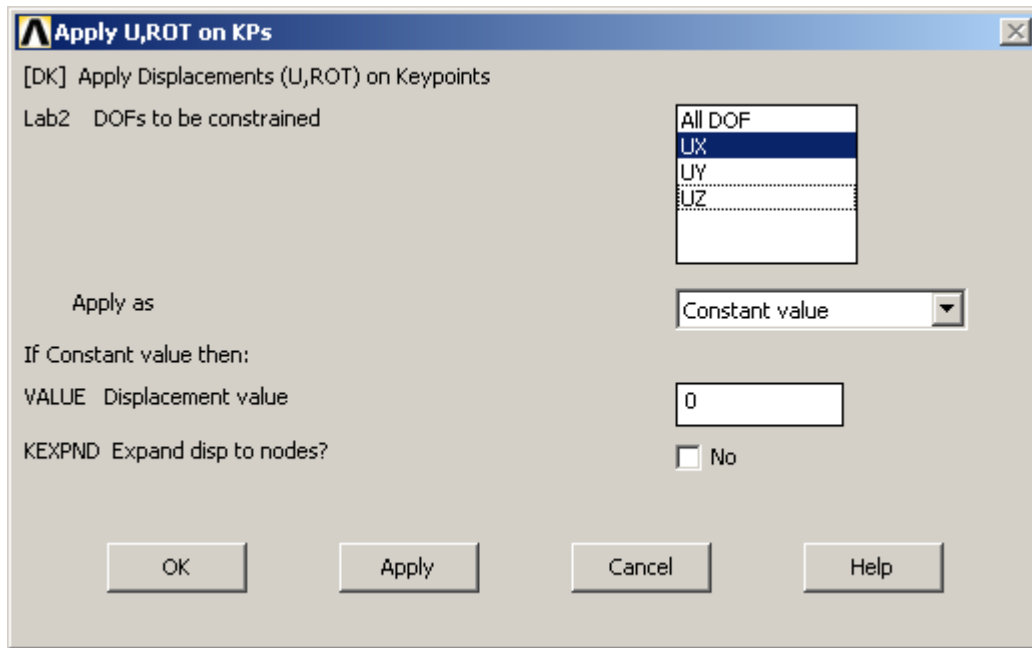 Apply U,ROT on KPs
[DK] Apply Displacements (U,ROT) on Keypoints
Lab2 DOFs to be constrained
All DOF
UX
UY
UZ
Apply as
Constant value
If Constant value then:
VALUE Displacement value
0
KEXPND Expand disp to nodes?
No
OK Apply Cancel Help